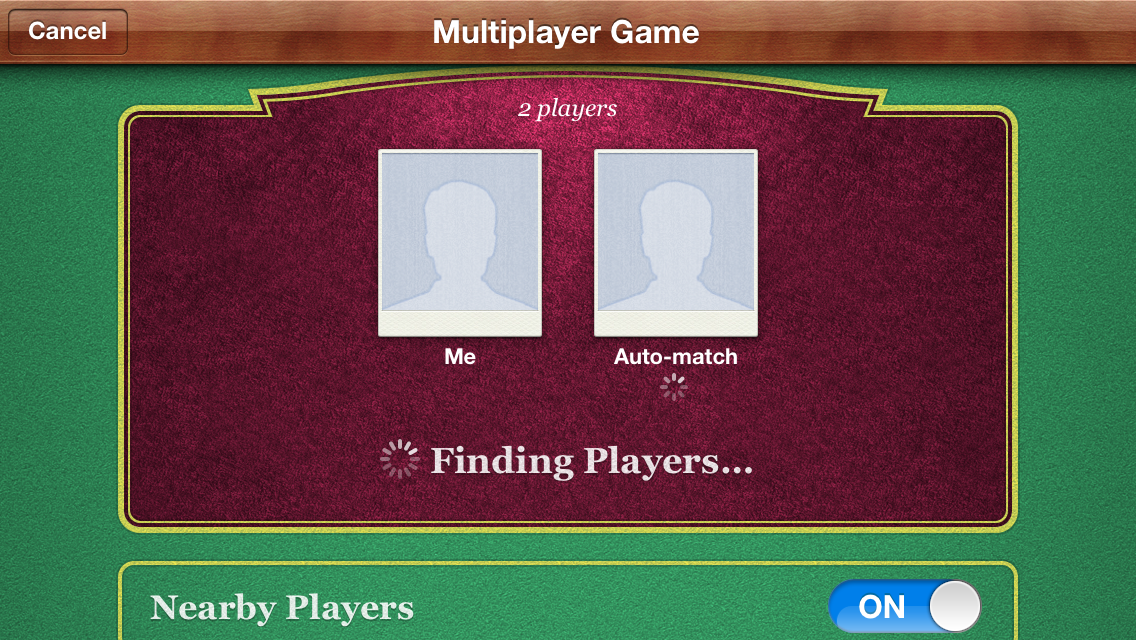 Cancel
Multiplayer Game
2 players
Me
Auto-match
Finding Players...
Nearby Players
ON